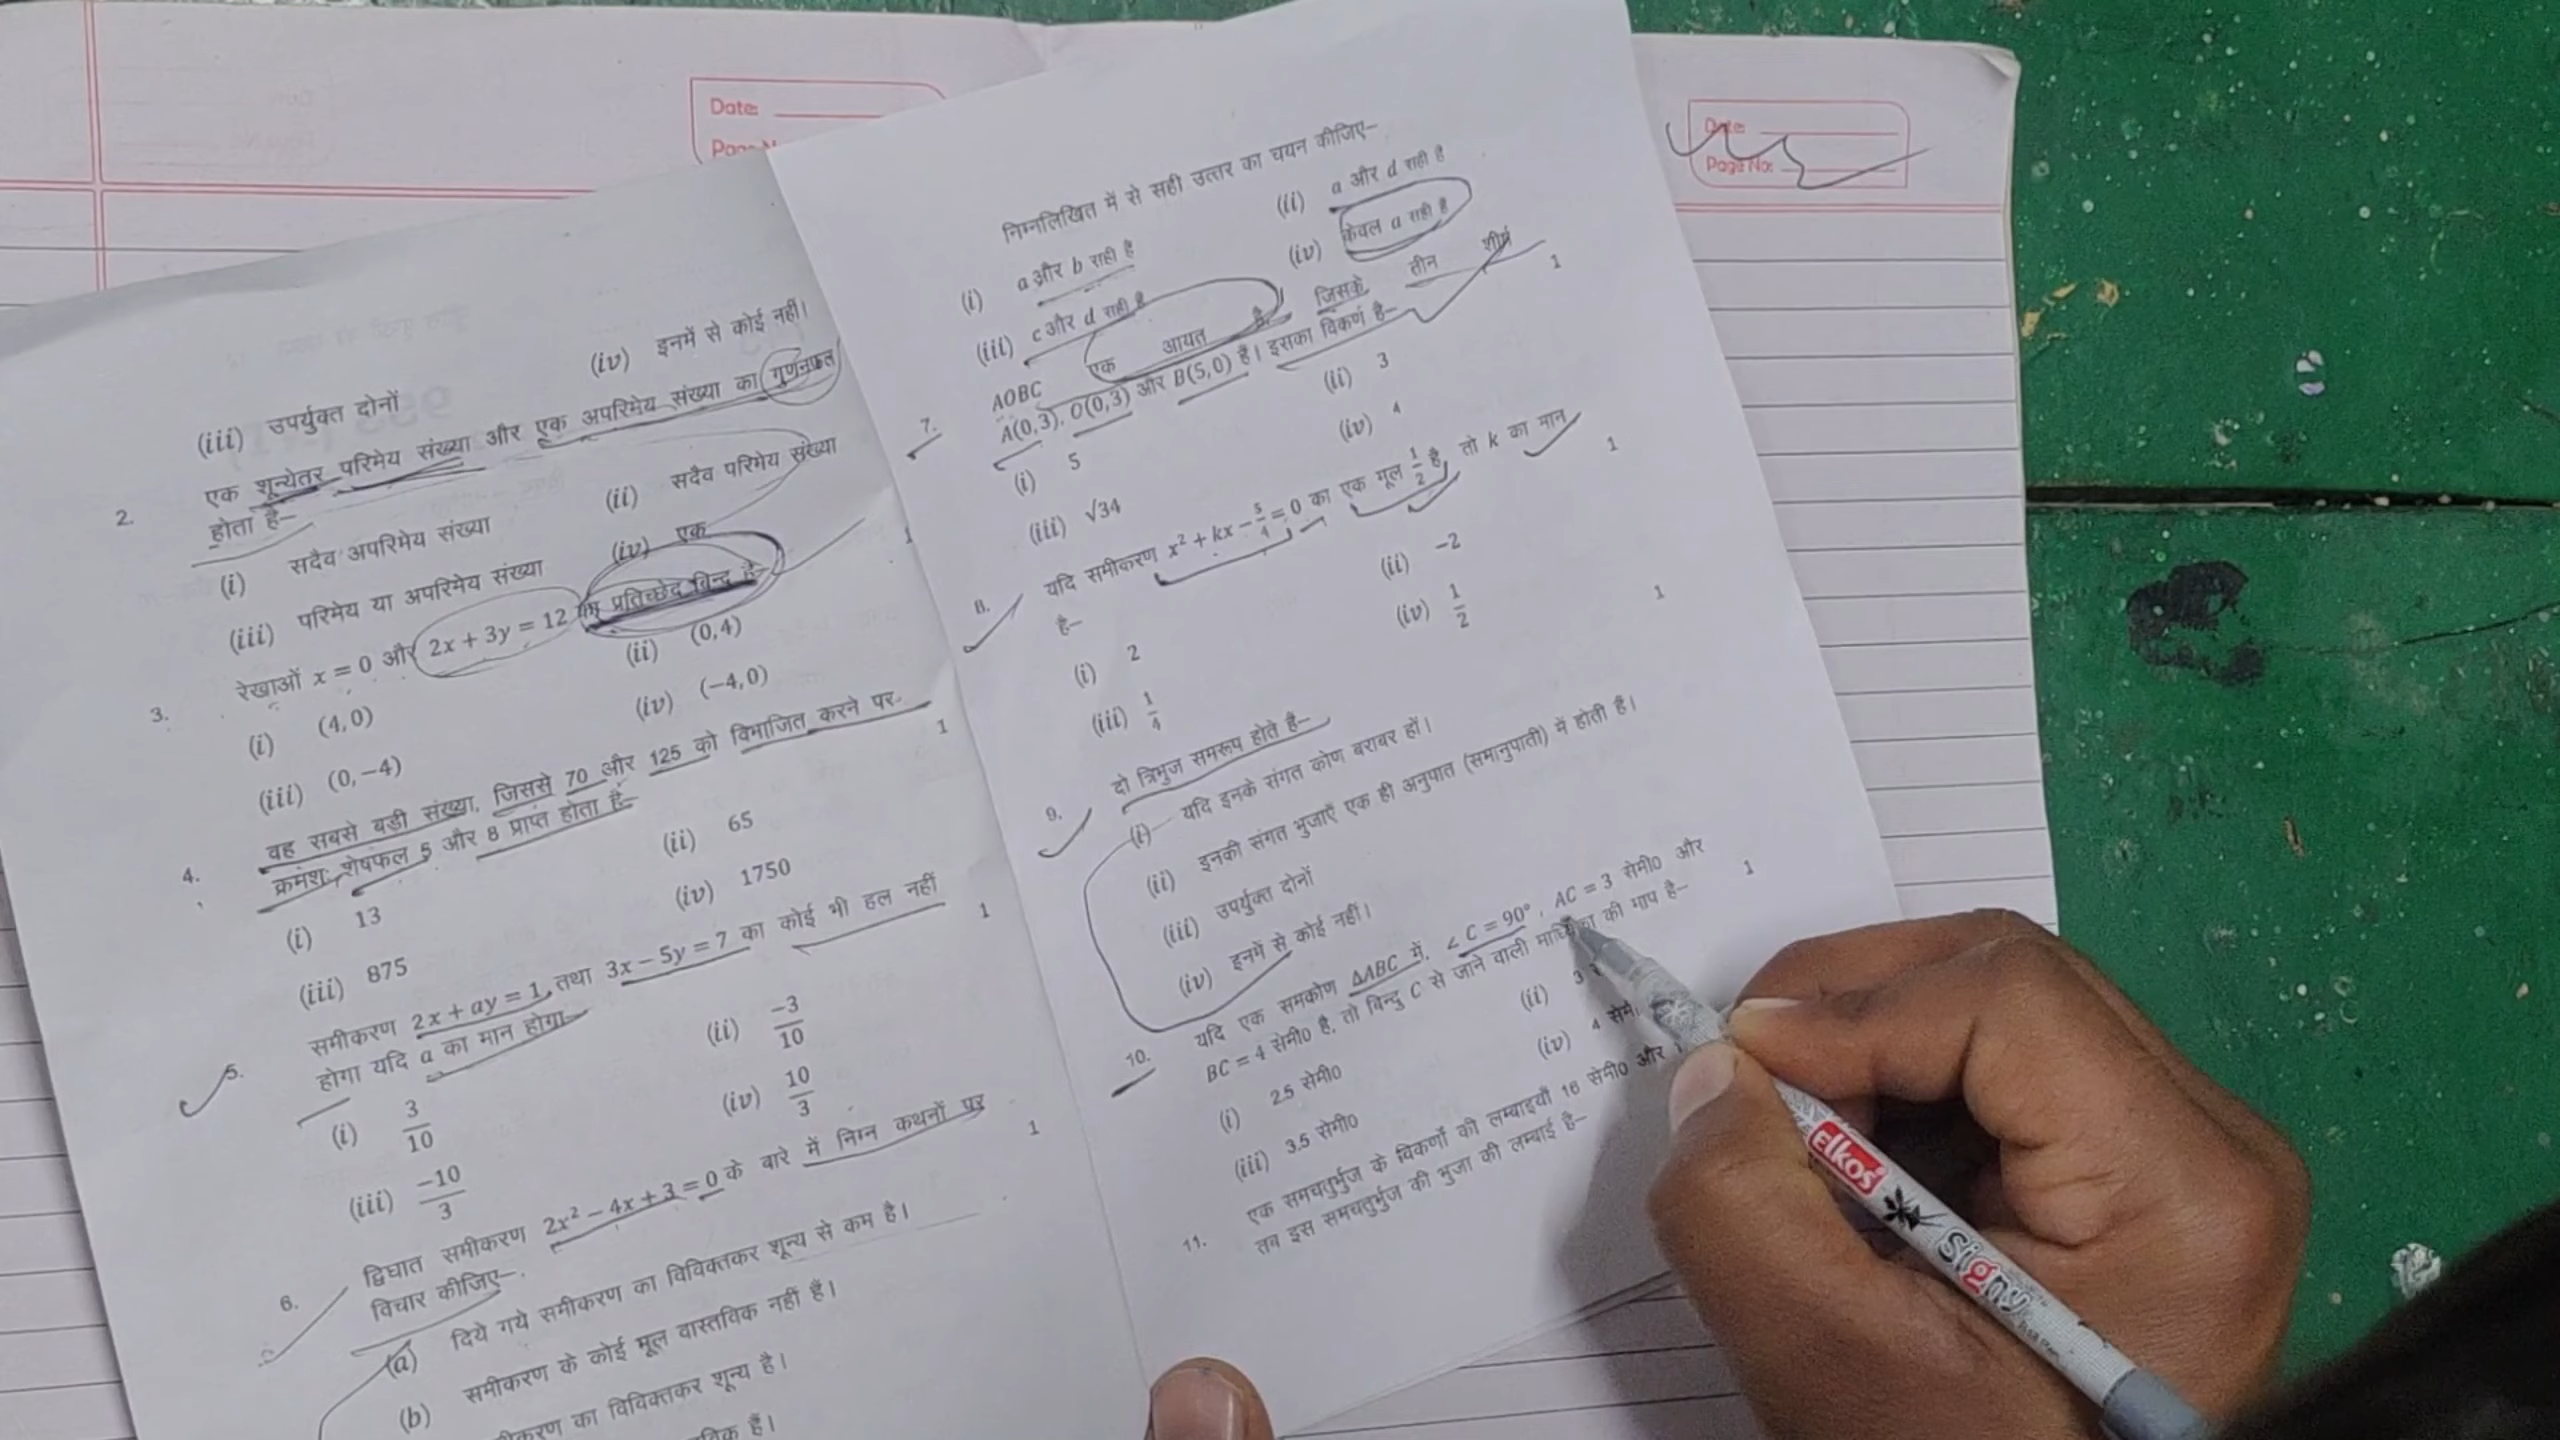 Date:
Page N
(iii) उपर्युक्त दोनों (iv) इनमें से कोई नहीं।
2. एक शून्येतर परिमेय संख्या और एक अपरिमेय संख्या का गुणनफल
होता है–
(i) सदैव अपरिमेय संख्या (ii) सदैव परिमेय संख्या
(iii) परिमेय या अपरिमेय संख्या (iv) एक
3. रेखाओं x = 0 और 2x + 3y = 12 का प्रतिच्छेद बिन्दु है– 1
(i) (4,0) (ii) (0,4)
(iii) (0,−4) (iv) (−4,0)
4. वह सबसे बड़ी संख्या, जिससे 70 और 125 को विभाजित करने पर 1
क्रमशः शेषफल 5 और 8 प्राप्त होता है–
(i) 13 (ii) 65
(iii) 875 (iv) 1750
5. समीकरण 2x + ay = 1, तथा 3x − 5y = 7 का कोई भी हल नहीं 1
होगा यदि a का मान होगा–
(i) 3/10 (ii) −3/10
(iii) −10/3 (iv) 10/3
6. द्विघात समीकरण 2x² − 4x + 3 = 0 के बारे में निम्न कथनों पर 1
विचार कीजिए–
(a) दिये गये समीकरण का विविक्तकर शून्य से कम है।
(b) समीकरण के कोई मूल वास्तविक नहीं हैं।
का विविक्तकर शून्य है।
है।
निम्नलिखित में से सही उत्तर का चयन कीजिए–
(i) a और b सही है (ii) a और d सही है
(iii) c और d सही है (iv) केवल a सही है
7. AOBC एक आयत है, जिसके तीन शीर्ष 1
A(0,3), O(0,3) और B(5,0) हैं। इसका विकर्ण है–
(i) 5 (ii) 3
(iii) √34 (iv) 4
8. यदि समीकरण x² + kx − 5/4 = 0 का एक मूल 1/2 है, तो k का मान 1
है–
(i) 2 (ii) −2
(iii) 1/4 (iv) 1/2
9. दो त्रिभुज समरूप होते है– 1
(i) यदि इनके संगत कोण बराबर हों।
(ii) इनकी संगत भुजाएँ एक ही अनुपात (समानुपाती) में होती हैं।
(iii) उपर्युक्त दोनों
(iv) इनमें से कोई नहीं।
10. यदि एक समकोण ΔABC में, ∠C = 90°, AC = 3 सेमी0 और 1
BC = 4 सेमी0 है, तो बिन्दु C से जाने वाली माध्यिका की माप है–
(i) 2.5 सेमी0 (ii) 3
(iii) 3.5 सेमी0 (iv) 4 सेमी
11. एक समचतुर्भुज के विकर्णों की लम्बाइयाँ 16 सेमी0 और
तब इस समचतुर्भुज की भुजा की लम्बाई है–
Date:
Page No:
Elkos
signy